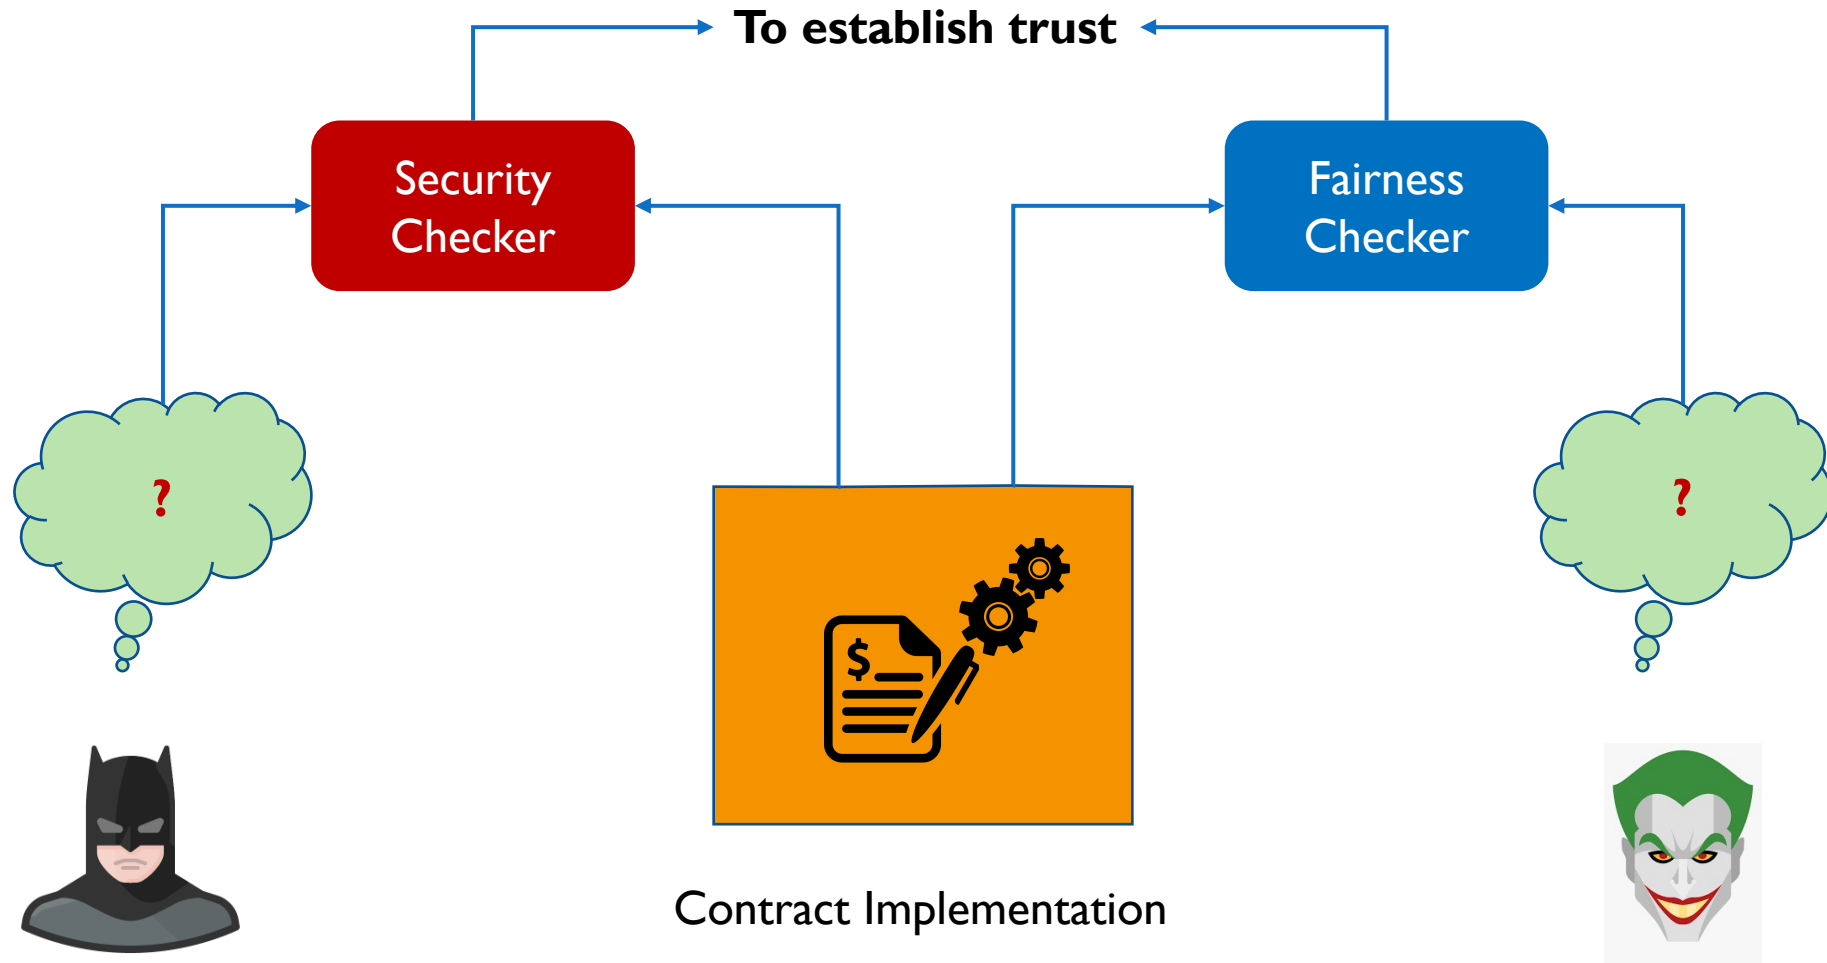 To establish trust
Security
Checker
Fairness
Checker
?
?
$
Contract Implementation